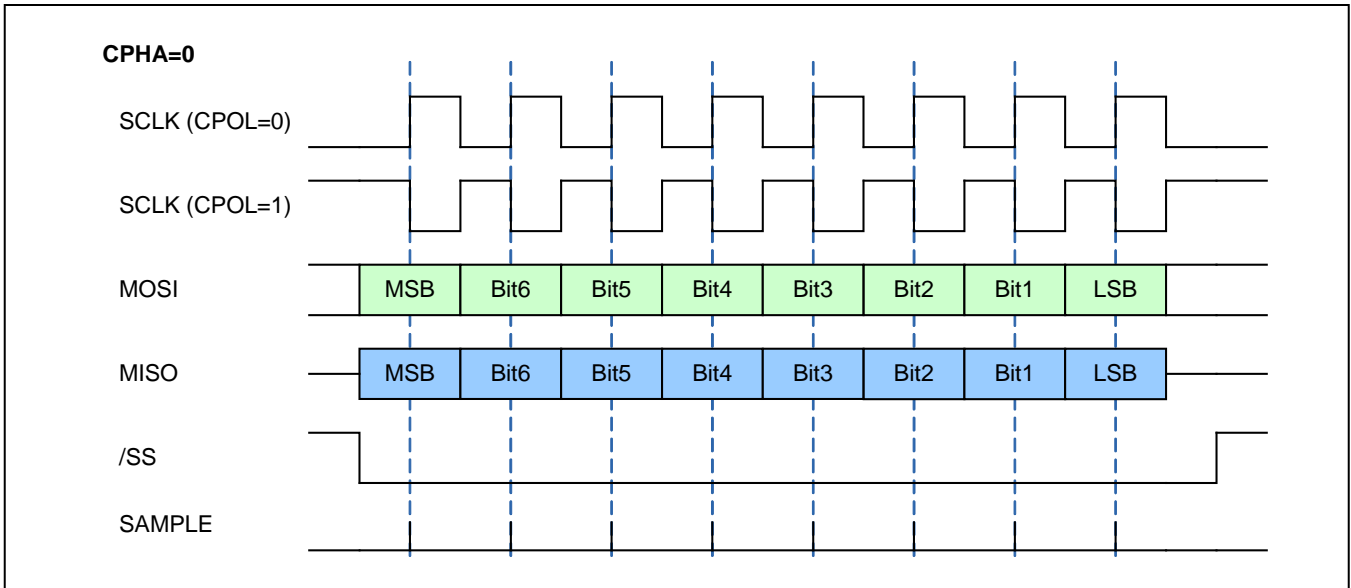 CPHA=0
SCLK (CPOL=0)
SCLK (CPOL=1)
MOSI MSB Bit6 Bit5 Bit4 Bit3 Bit2 Bit1 LSB
MISO MSB Bit6 Bit5 Bit4 Bit3 Bit2 Bit1 LSB
/SS
SAMPLE